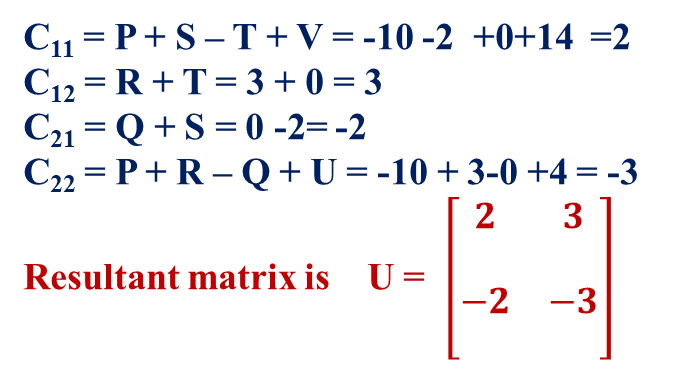 C₁₁ = P + S – T + V = -10 -2 +0+14 =2
C₁₂ = R + T = 3 + 0 = 3
C₂₁ = Q + S = 0 -2= -2
C₂₂ = P + R – Q + U = -10 + 3-0 +4 = -3
2 3
Resultant matrix is U =
−2 −3